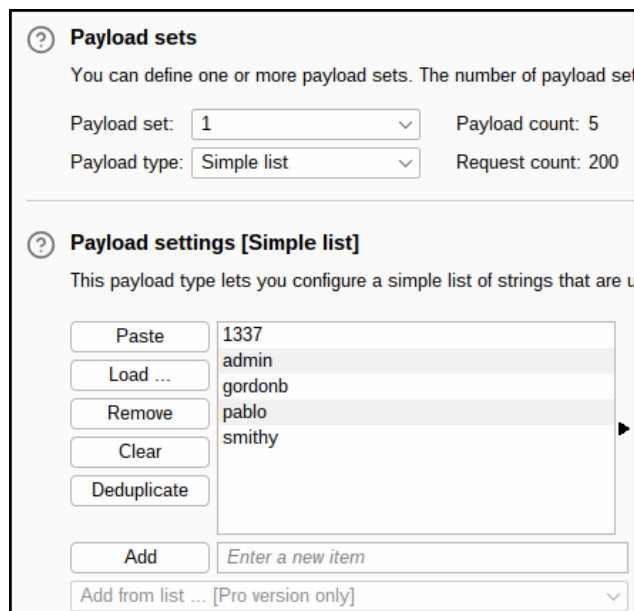 Payload sets
You can define one or more payload sets. The number of payload set
Payload set: 1 Payload count: 5
Payload type: Simple list Request count: 200
Payload settings [Simple list]
This payload type lets you configure a simple list of strings that are u
Paste
Load ...
Remove
Clear
Deduplicate
1337
admin
gordonb
pablo
smithy
Add Enter a new item
Add from list ... [Pro version only]